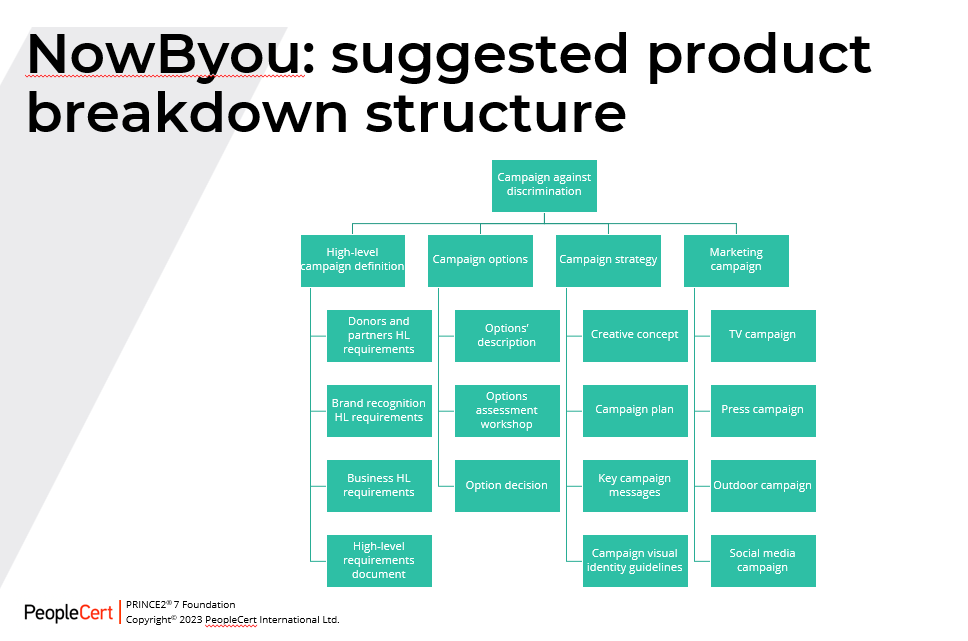 NowByou: suggested product
breakdown structure
Campaign against
discrimination
High-level
campaign definition
Campaign options
Campaign strategy
Marketing
campaign
Donors and
partners HL
requirements
Options’
description
Creative concept
TV campaign
Brand recognition
HL requirements
Options
assessment
workshop
Campaign plan
Press campaign
Business HL
requirements
Option decision
Key campaign
messages
Outdoor campaign
High-level
requirements
document
Campaign visual
identity guidelines
Social media
campaign
PeopleCert
PRINCE2® 7 Foundation
Copyright© 2023 PeopleCert International Ltd.